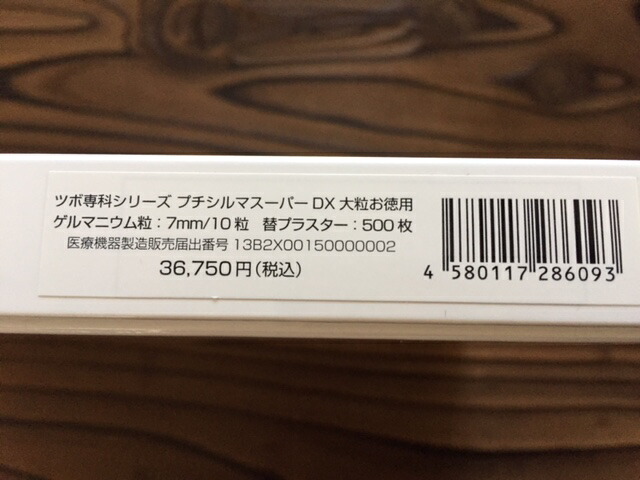 ツボ専科シリーズ プチシルマスーパーDX 大粒お徳用
ゲルマニウム粒：7mm/10粒 替プラスター：500枚
医療機器製造販売届出番号 13B2X00150000002
36,750円（税込）
4 580117 286093